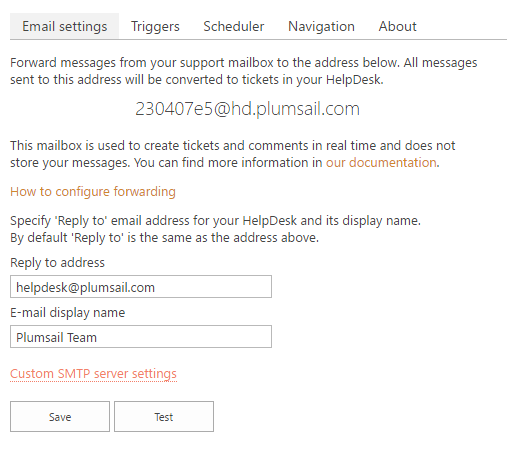 Email settings Triggers Scheduler Navigation About
Forward messages from your support mailbox to the address below. All messages
sent to this address will be converted to tickets in your HelpDesk.
230407e5@hd.plumsail.com
This mailbox is used to create tickets and comments in real time and does not
store your messages. You can find more information in our documentation.
How to configure forwarding
Specify 'Reply to' email address for your HelpDesk and its display name.
By default 'Reply to' is the same as the address above.
Reply to address
helpdesk@plumsail.com
E-mail display name
Plumsail Team
Custom SMTP server settings
Save Test